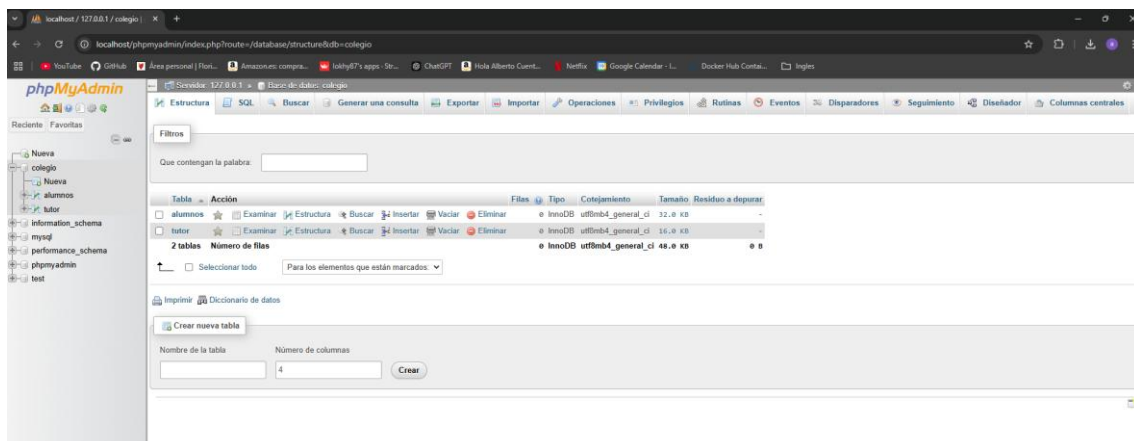 localhost / 127.0.0.1 / colegio |
localhost/phpmyadmin/index.php?route=/database/structure&db=colegio
YouTube GitHub Área personal | Flori... Amazon.es: compra... lokhy87's apps · Str... ChatGPT Hola Alberto Cuent... Netflix Google Calendar - L... Docker Hub Contai... Ingles
phpMyAdmin
Reciente Favoritas
Nueva
colegio
Nueva
alumnos
tutor
information_schema
mysql
performance_schema
phpmyadmin
test
Servidor: 127.0.0.1 » Base de datos: colegio
Estructura SQL Buscar Generar una consulta Exportar Importar Operaciones Privilegios Rutinas Eventos Disparadores Seguimiento Diseñador Columnas centrales
Filtros
Que contengan la palabra:
Tabla Acción Filas Tipo Cotejamiento Tamaño Residuo a depurar
alumnos Examinar Estructura Buscar Insertar Vaciar Eliminar 0 InnoDB utf8mb4_general_ci 32.0 KB -
tutor Examinar Estructura Buscar Insertar Vaciar Eliminar 0 InnoDB utf8mb4_general_ci 16.0 KB -
2 tablas Número de filas 0 InnoDB utf8mb4_general_ci 48.0 KB 0 B
Seleccionar todo Para los elementos que están marcados:
Imprimir Diccionario de datos
Crear nueva tabla
Nombre de la tabla Número de columnas
4 Crear